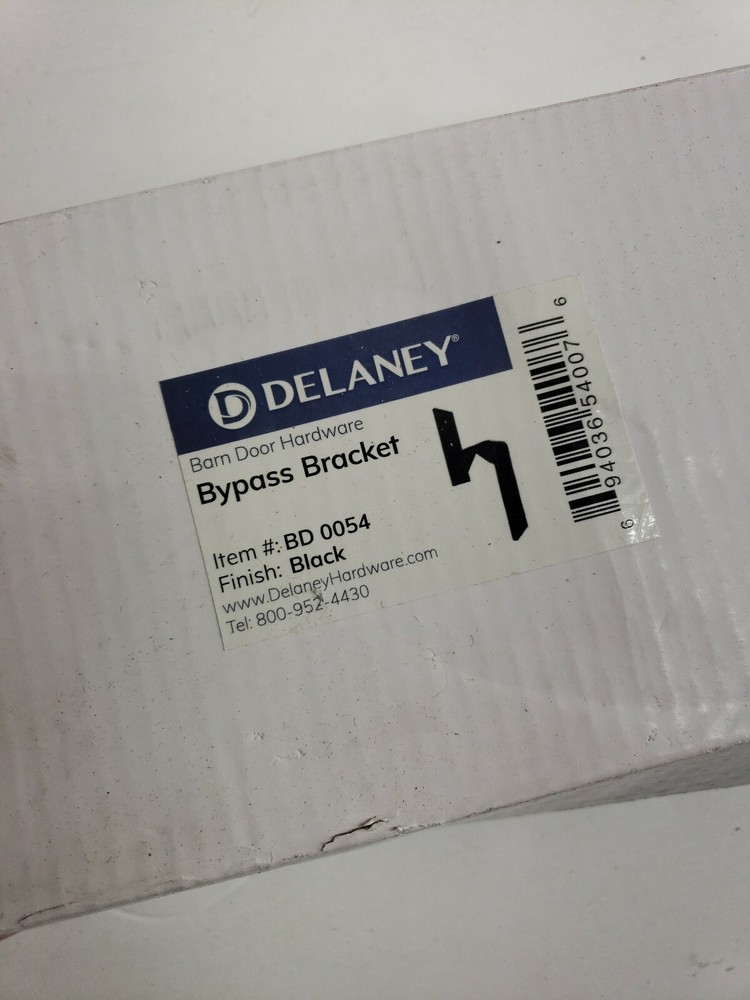 DELANEY®
Barn Door Hardware
Bypass Bracket
Item #: BD 0054
Finish: Black
www.DelaneyHardware.com
Tel: 800-952-4430
6 94036 54007 6